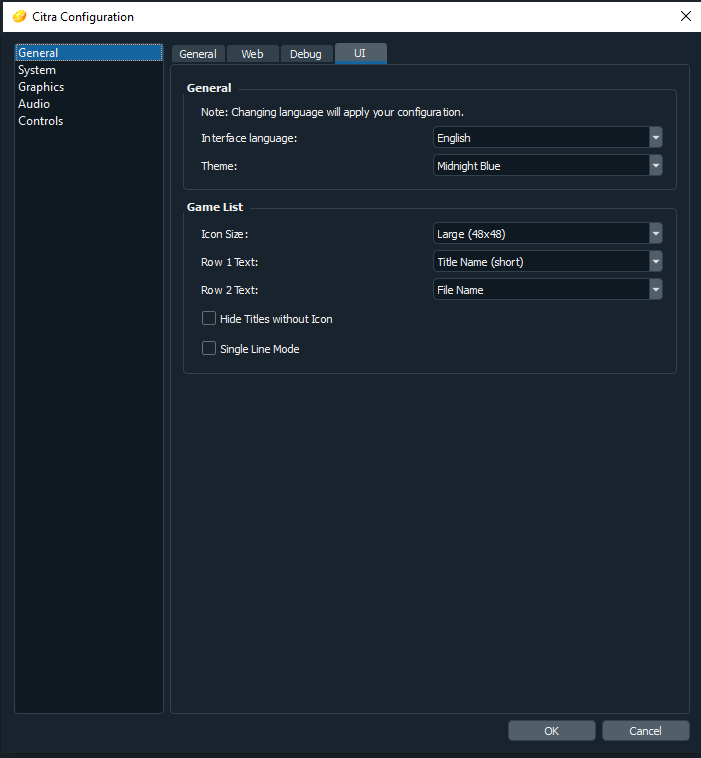 Citra Configuration
General
System
Graphics
Audio
Controls
General Web Debug UI
General
Note: Changing language will apply your configuration.
Interface language: English
Theme: Midnight Blue
Game List
Icon Size: Large (48x48)
Row 1 Text: Title Name (short)
Row 2 Text: File Name
Hide Titles without Icon
Single Line Mode
OK Cancel